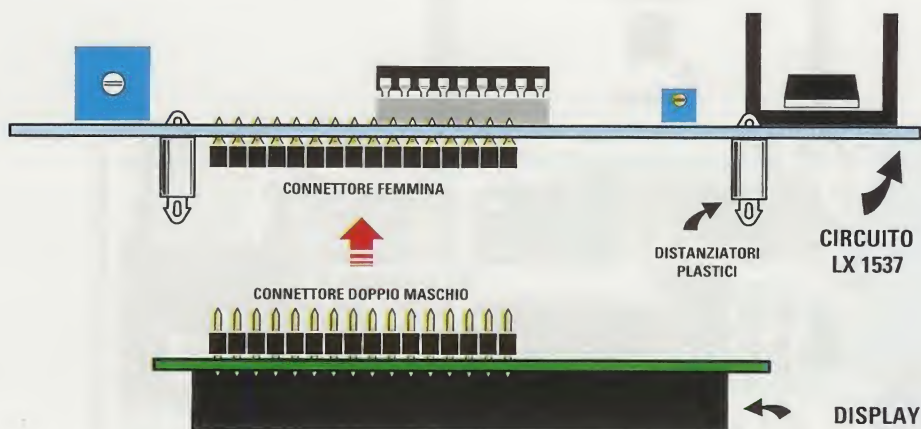 CONNETTORE FEMMINA
DISTANZIATORI
PLASTICI
CIRCUITO
LX 1537
CONNETTORE DOPPIO MASCHIO
DISPLAY